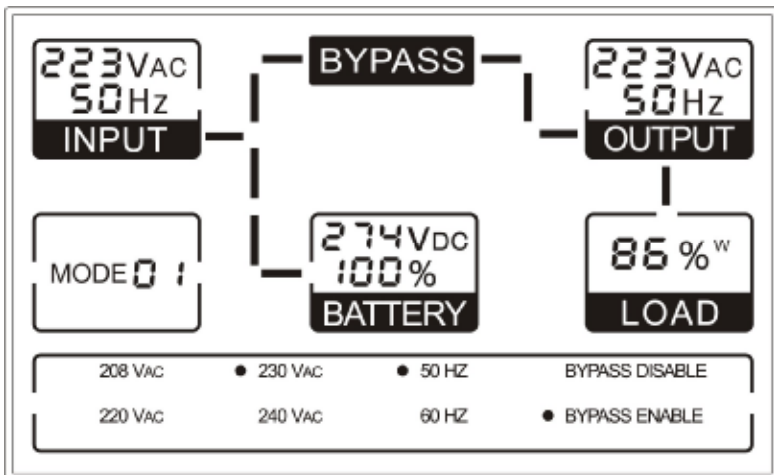 223VAC
50Hz
INPUT
BYPASS
223VAC
50Hz
OUTPUT
MODE 01
274VDC
100%
BATTERY
86%W
LOAD
208 VAC ● 230 VAC ● 50 HZ BYPASS DISABLE
220 VAC 240 VAC 60 HZ ● BYPASS ENABLE